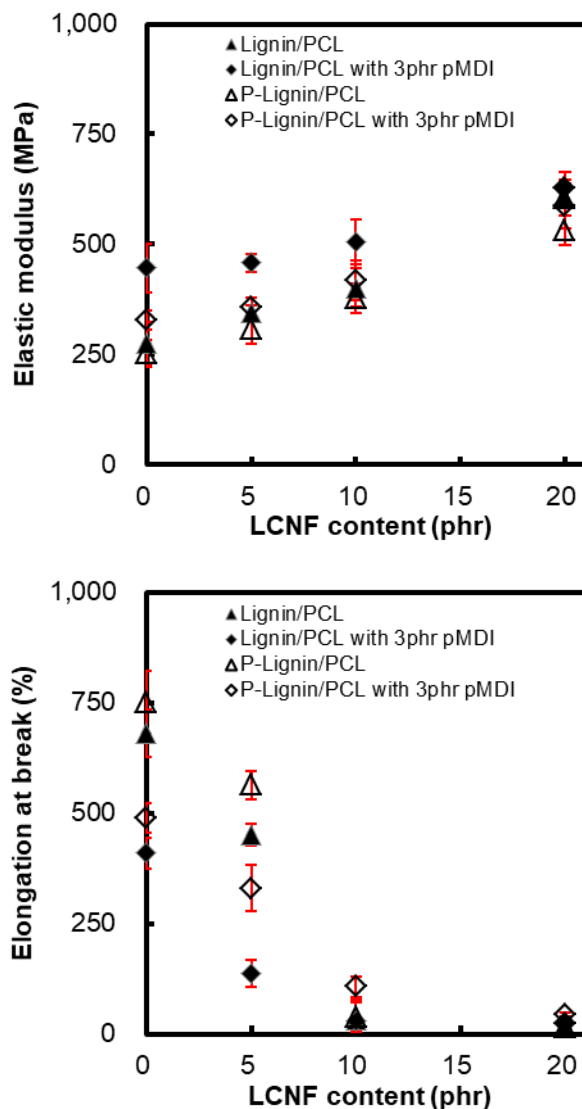 1,000
▲Lignin/PCL
◆Lignin/PCL with 3phr pMDI
△P-Lignin/PCL
◇P-Lignin/PCL with 3phr pMDI
750
500
250
0
Elastic modulus (MPa)
0 5 10 15 20
LCNF content (phr)
1,000
▲Lignin/PCL
◆Lignin/PCL with 3phr pMDI
△P-Lignin/PCL
◇P-Lignin/PCL with 3phr pMDI
750
500
250
0
Elongation at break (%)
0 5 10 15 20
LCNF content (phr)